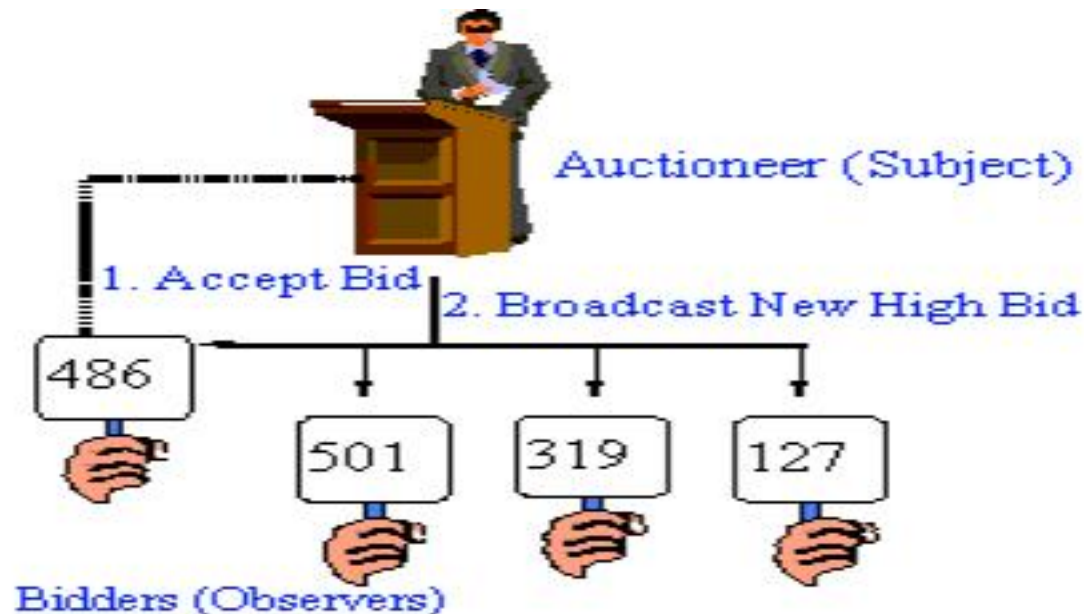 Auctioneer (Subject)
1. Accept Bid
2. Broadcast New High Bid
486
501
319
127
Bidders (Observers)